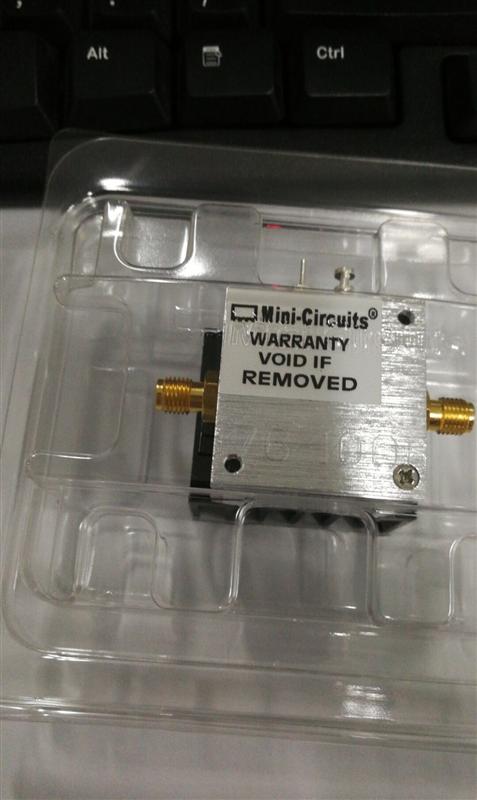 Alt
Ctrl
Mini-Circuits®
WARRANTY
VOID IF
REMOVED